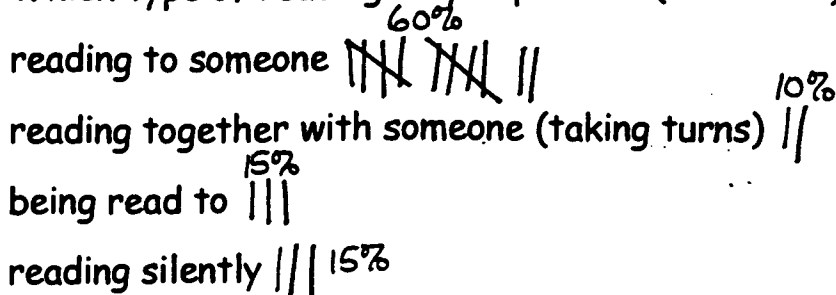 60%
reading to someone
10%
reading together with someone (taking turns)
15%
being read to
reading silently 15%